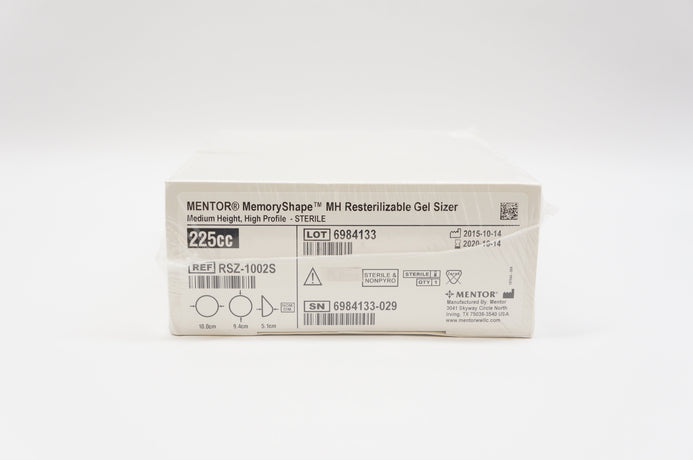 MENTOR® MemoryShape™ MH Resterilizable Gel Sizer
Medium Height, High Profile - STERILE
225cc
LOT 6984133
2015-10-14
2020-10-14
REF RSZ-1002S
STERILE &
NONPYRO
STERILE
QTY 1
10.0cm
9.4cm
5.1cm
SN 6984133-029
MENTOR®
Manufactured By: Mentor
3041 Skyway Circle North
Irving, TX 75038-3540 USA
www.mentorwwllc.com